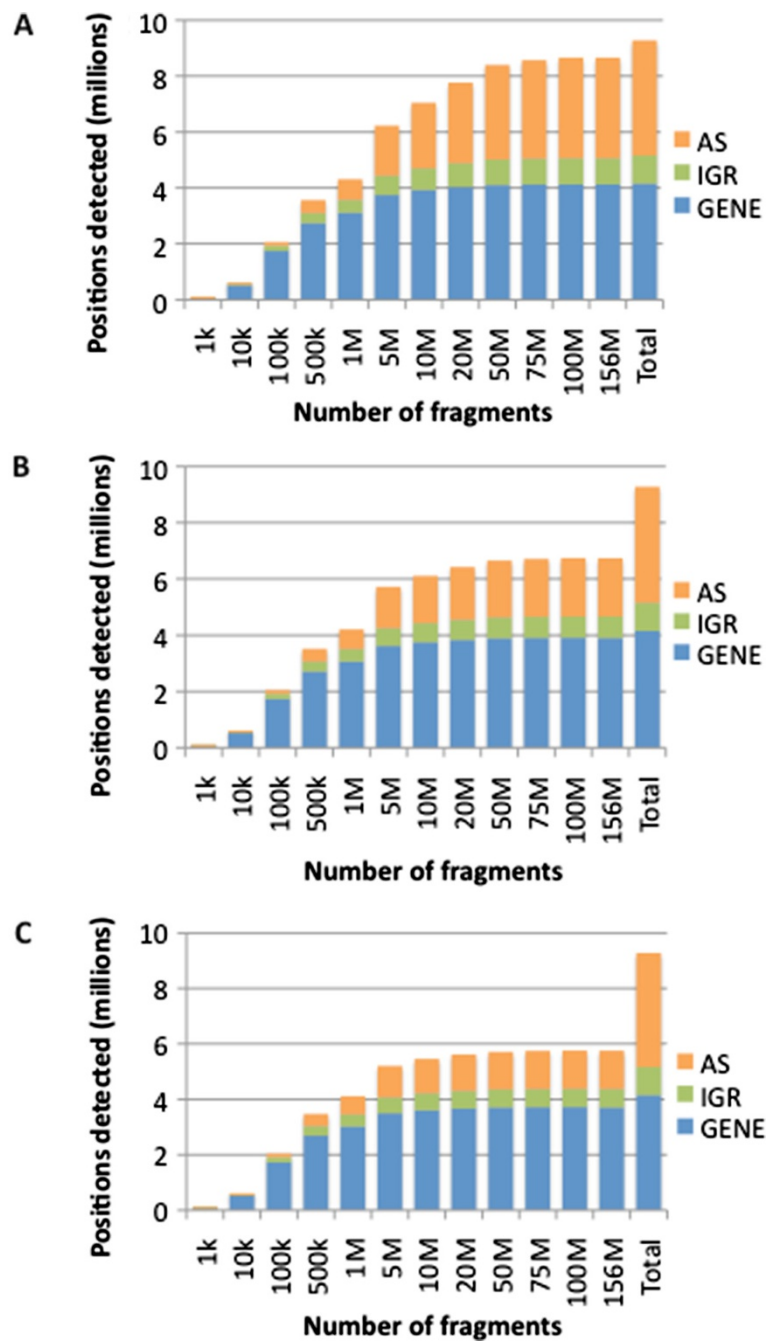 A
Positions detected (millions)
10
8
6
4
2
0
AS
IGR
GENE
1k 10k 100k 500k 1M 5M 10M 20M 50M 75M 100M 156M Total
Number of fragments
B
Positions detected (millions)
10
8
6
4
2
0
AS
IGR
GENE
1k 10k 100k 500k 1M 5M 10M 20M 50M 75M 100M 156M Total
Number of fragments
C
Positions detected (millions)
10
8
6
4
2
0
AS
IGR
GENE
1k 10k 100k 500k 1M 5M 10M 20M 50M 75M 100M 156M Total
Number of fragments